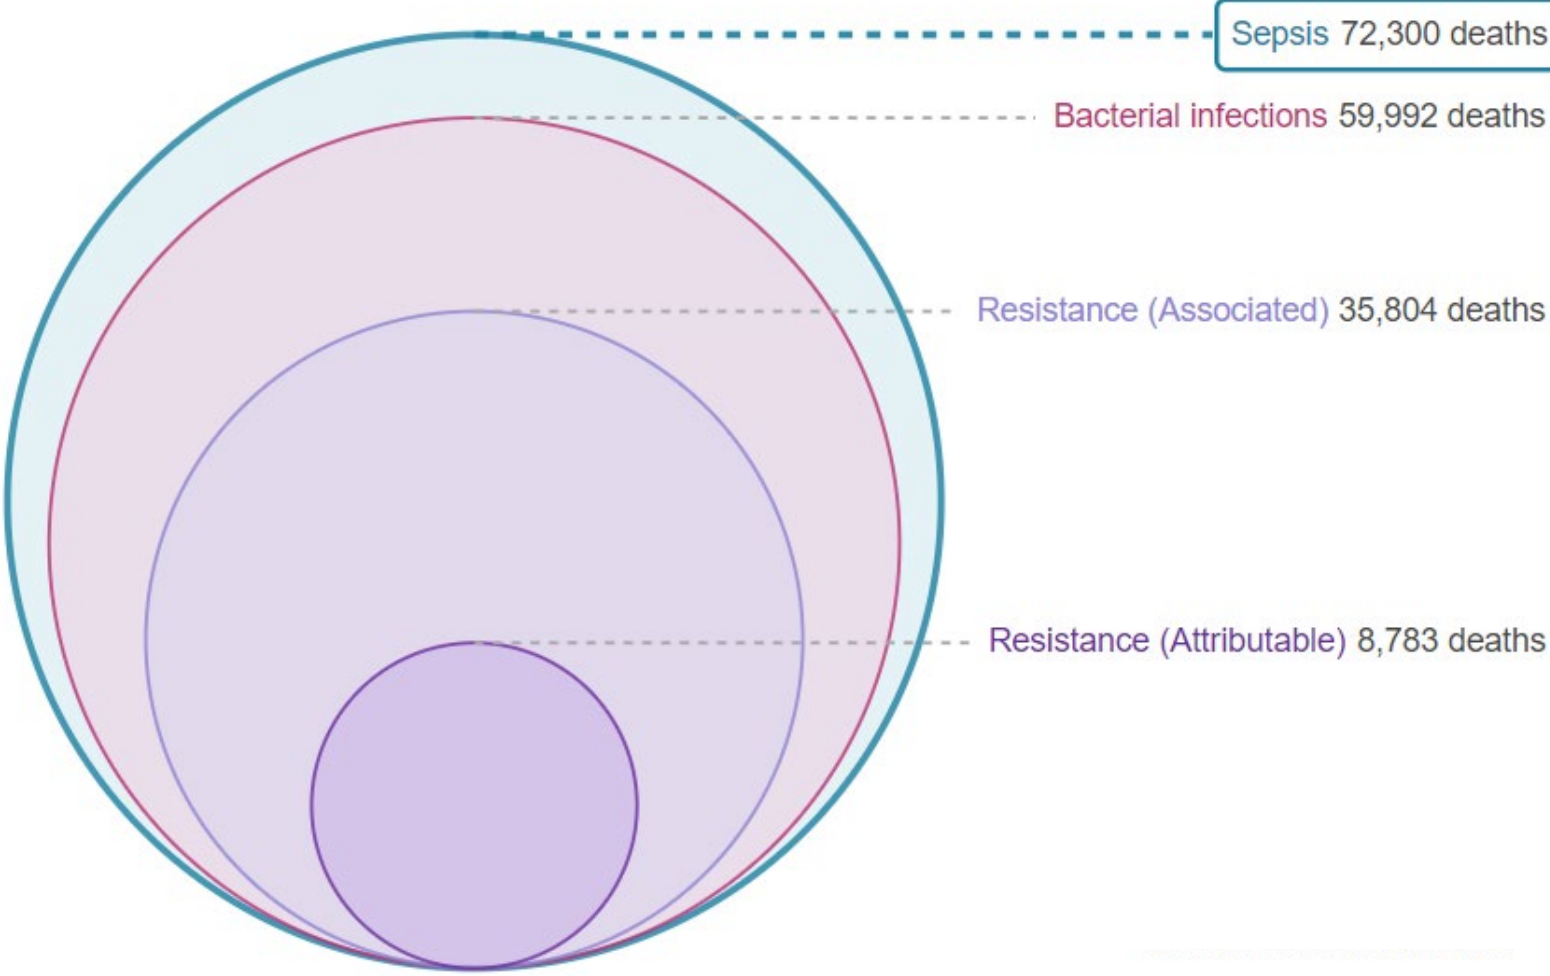 Sepsis 72,300 deaths
Bacterial infections 59,992 deaths
Resistance (Associated) 35,804 deaths
Resistance (Attributable) 8,783 deaths